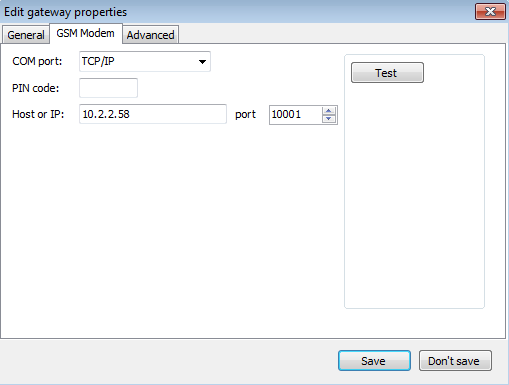 Edit gateway properties
General GSM Modem Advanced
COM port: TCP/IP
Test
PIN code:
Host or IP: 10.2.2.58 port 10001
Save Don't save